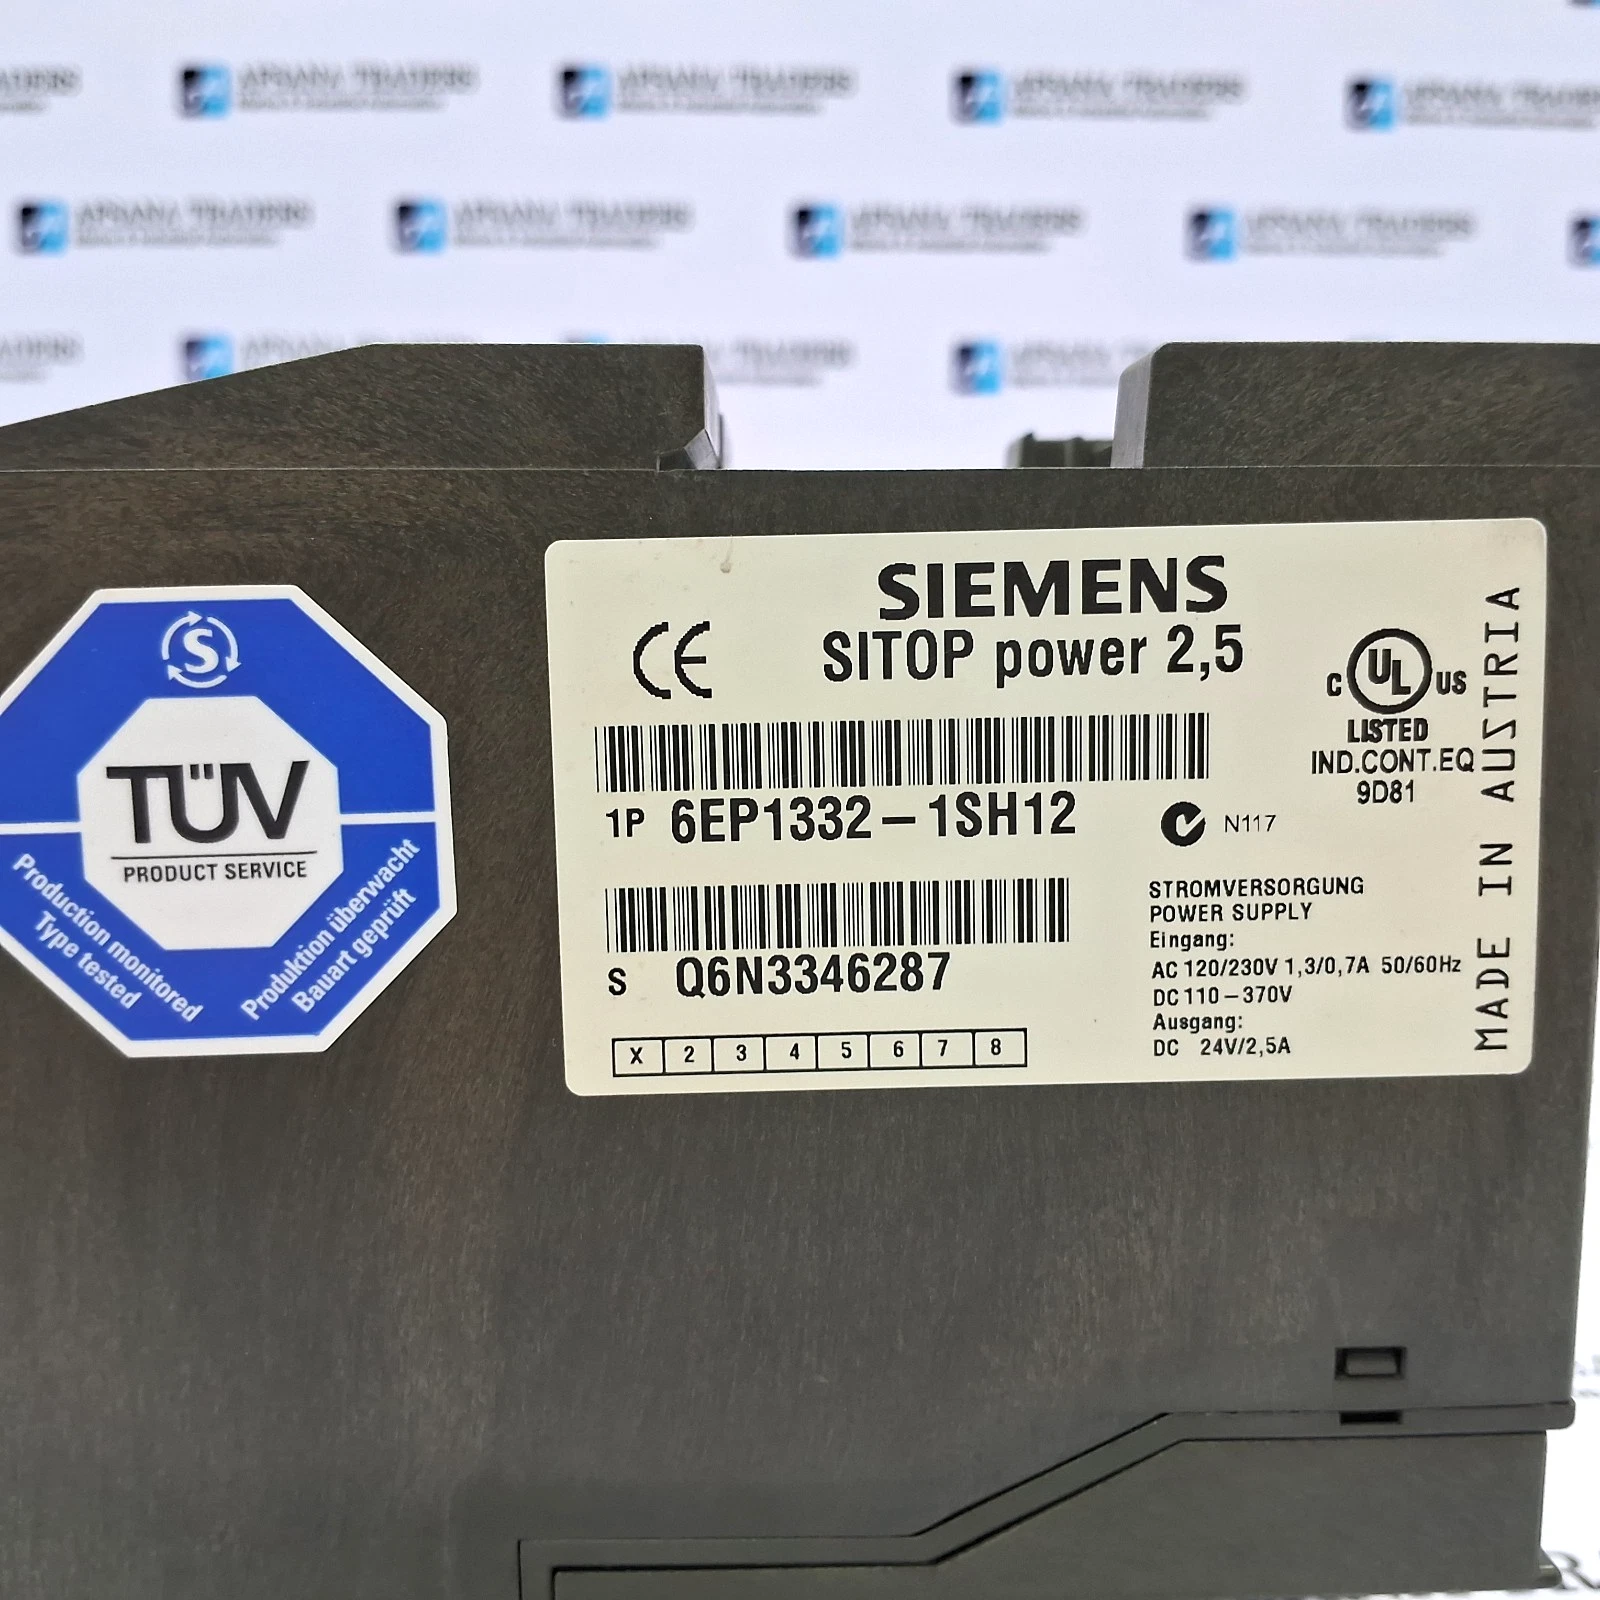 SIEMENS
SITOP power 2,5
CE
C UL US
LISTED
IND.CONT.EQ
9D81
1P 6EP1332-1SH12
N117
S Q6N3346287
X 2 3 4 5 6 7 8
STROMVERSORGUNG
POWER SUPPLY
Eingang:
AC 120/230V 1,3/0,7A 50/60Hz
DC 110-370V
Ausgang:
DC 24V/2,5A
MADE IN AUSTRIA
S
TÜV
PRODUCT SERVICE
Production monitored
Type tested
Produktion überwacht
Bauart geprüft